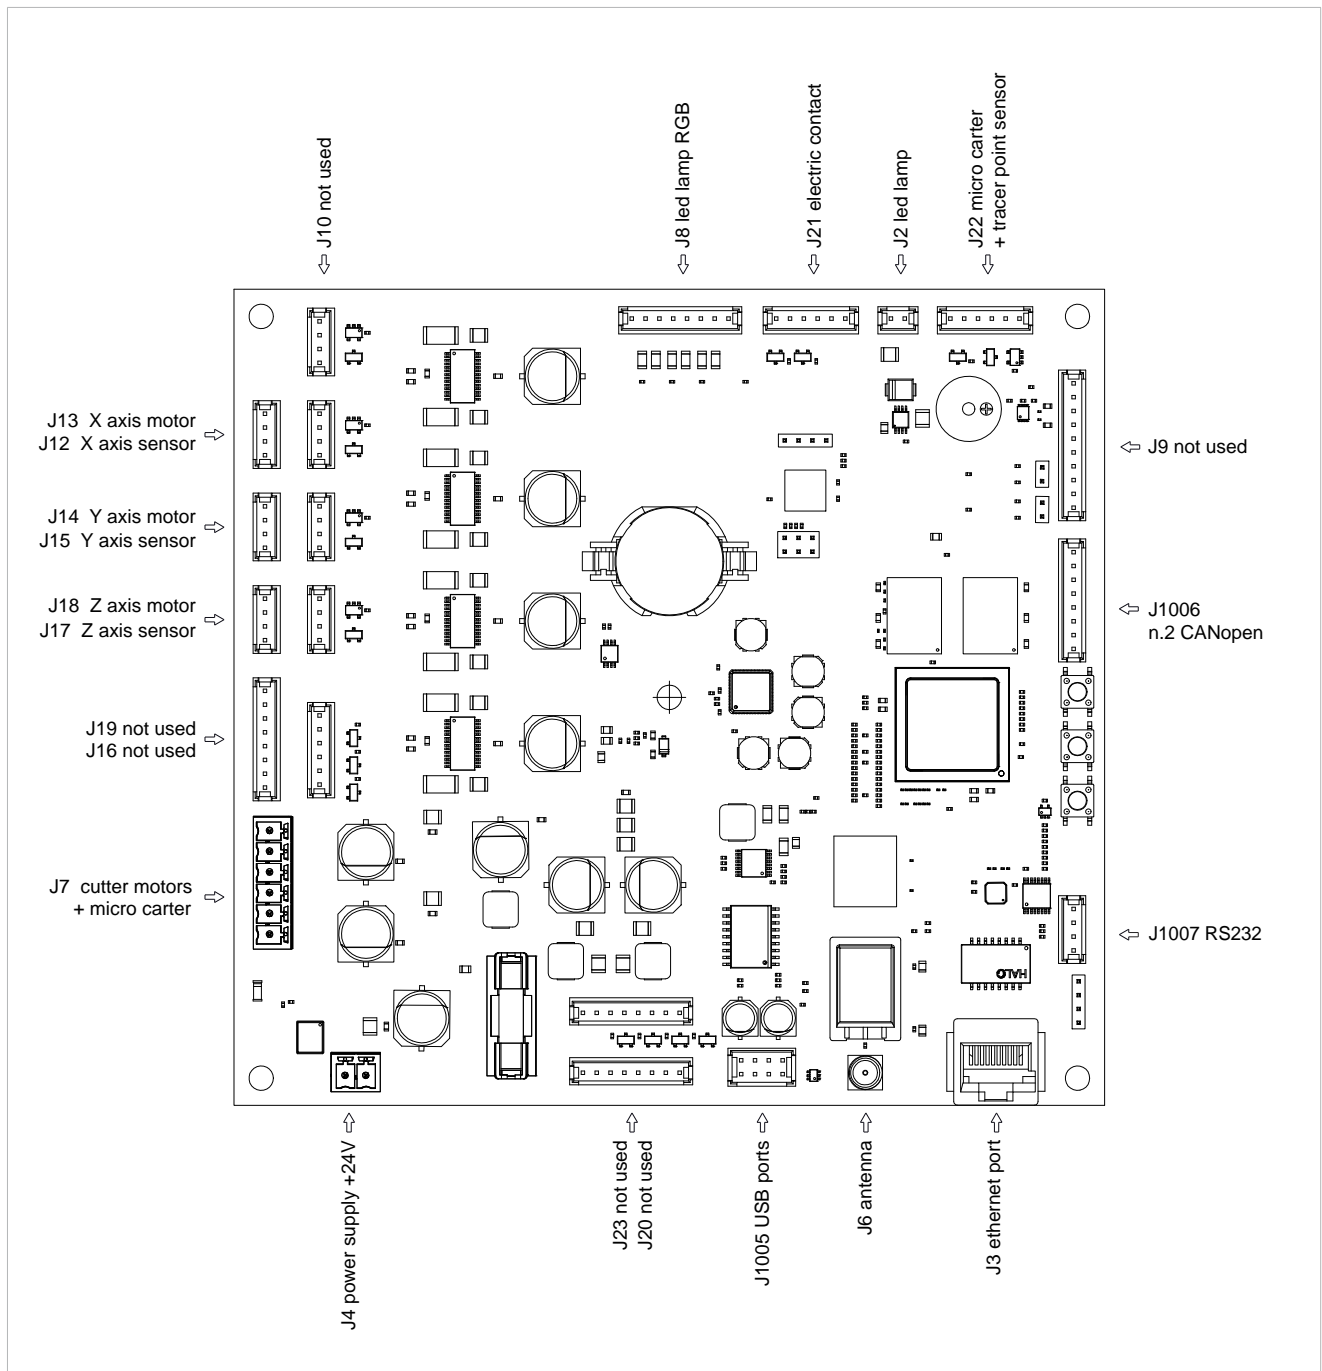 J10 not used
J8 led lamp RGB
J21 electric contact
J2 led lamp
J22 micro carter
+ tracer point sensor
J13 X axis motor
J12 X axis sensor
J14 Y axis motor
J15 Y axis sensor
J18 Z axis motor
J17 Z axis sensor
J19 not used
J16 not used
J7 cutter motors
+ micro carter
J9 not used
J1006
n.2 CANopen
J1007 RS232
HALO
J4 power supply +24V
J23 not used
J20 not used
J1005 USB ports
J6 antenna
J3 ethernet port